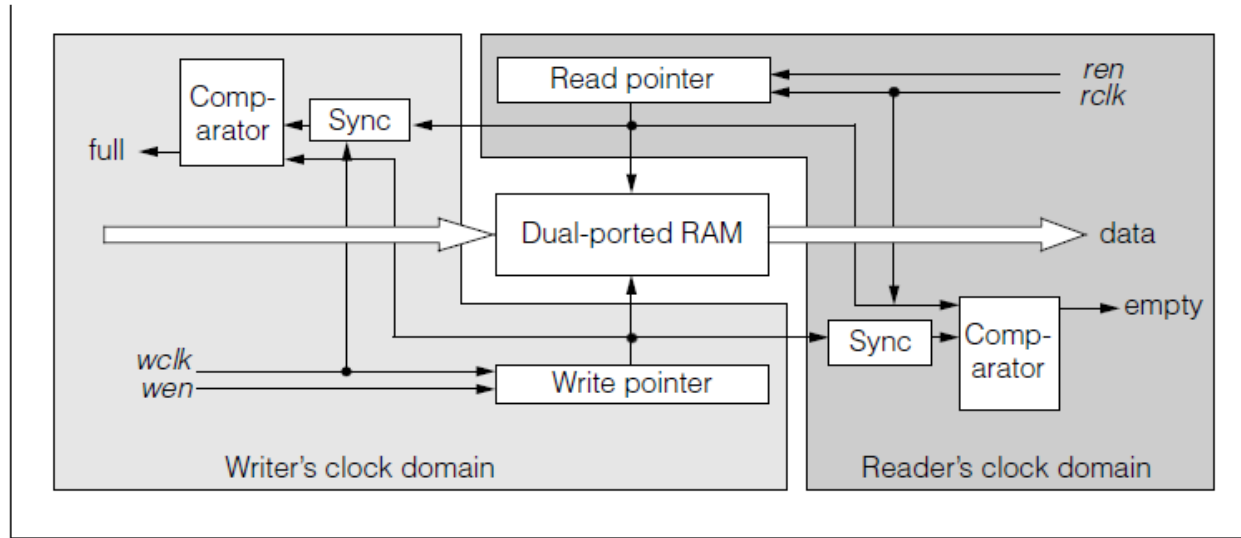 Read pointer
ren
rclk
Comp-
arator
Sync
full
Dual-ported RAM
data
empty
Sync
Comp-
arator
wclk
wen
Write pointer
Writer's clock domain
Reader's clock domain